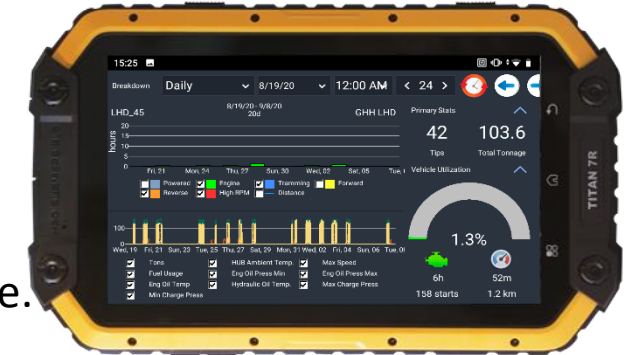 15:25
Breakdown Daily 8/19/20 12:00 AM < 24 >
LHD_45 8/19/20 - 9/8/20 GHH LHD
20d
hours
20
15
10
5
0
Fri, 21 Mon, 24 Thu, 27 Sun, 30 Wed, 02 Sat, 05 Tue,
Powered Engine Tramming Forward
Reverse High RPM Distance
100
0
Wed, 19 Fri, 21 Sun, 23 Tue, 25 Thu, 27 Sat, 29 Mon, 31 Wed, 02 Fri, 04 Sun, 06 Tue, 0
Tons HUB Ambient Temp. Max Speed
Fuel Usage Eng Oil Press Min Eng Oil Press Max
Eng Oil Temp Hydraulic Oil Temp. Max Charge Press
Min Charge Press
Primary Stats
42 103.6
Tips Total Tonnage
Vehicle Utilization
1.3%
6h 52m
158 starts 1.2 km
TITAN 7R
e.